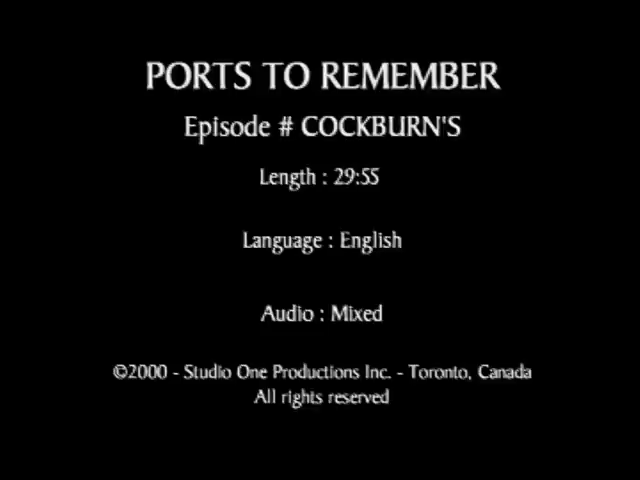 PORTS TO REMEMBER
Episode # COCKBURN'S
Length : 29:55
Language : English
Audio : Mixed
©2000 - Studio One Productions Inc. - Toronto, Canada
All rights reserved